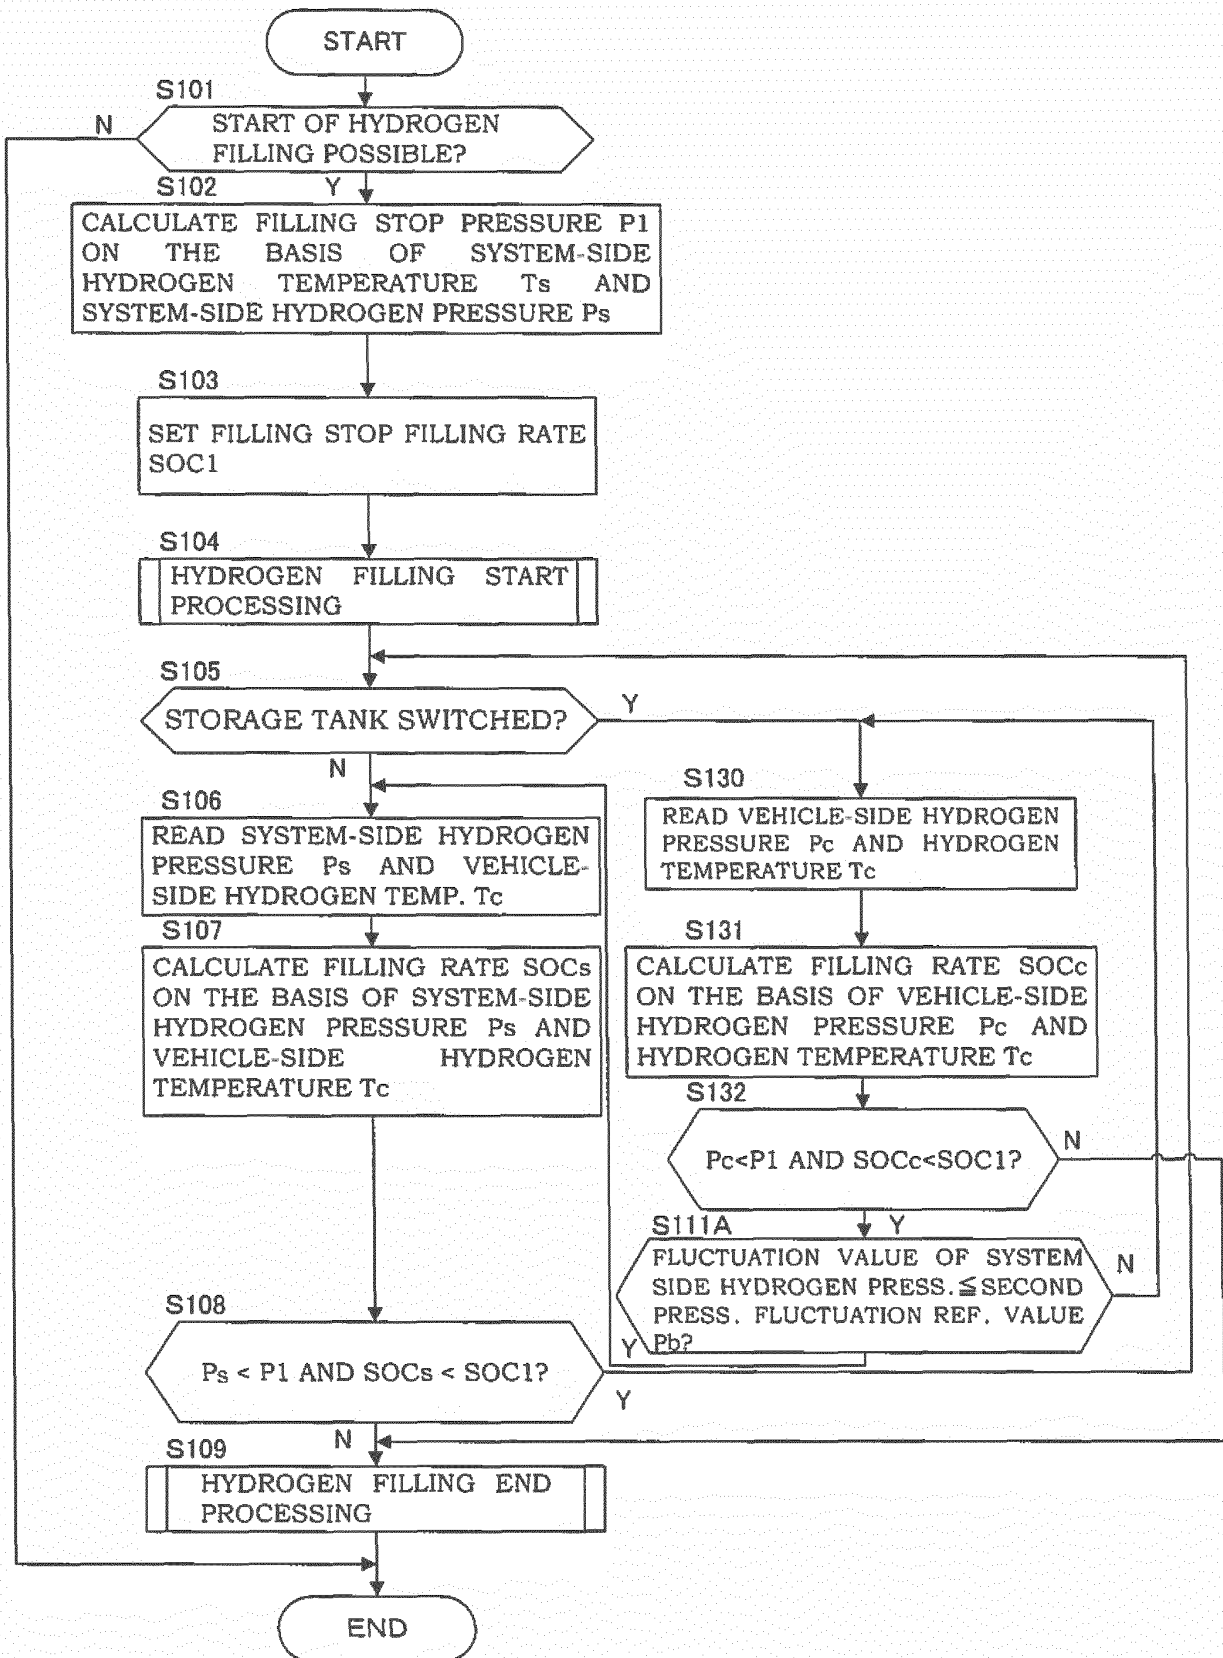 START
S101
N
START OF HYDROGEN
FILLING POSSIBLE?
S102
Y
CALCULATE FILLING STOP PRESSURE P1
ON THE BASIS OF SYSTEM-SIDE
HYDROGEN TEMPERATURE Ts AND
SYSTEM-SIDE HYDROGEN PRESSURE Ps
S103
SET FILLING STOP FILLING RATE
SOC1
S104
HYDROGEN FILLING START
PROCESSING
S105
STORAGE TANK SWITCHED?
Y
N
S106
READ SYSTEM-SIDE HYDROGEN
PRESSURE Ps AND VEHICLE-
SIDE HYDROGEN TEMP. Tc
S107
CALCULATE FILLING RATE SOCs
ON THE BASIS OF SYSTEM-SIDE
HYDROGEN PRESSURE Ps AND
VEHICLE-SIDE HYDROGEN
TEMPERATURE Tc
S130
READ VEHICLE-SIDE HYDROGEN
PRESSURE Pc AND HYDROGEN
TEMPERATURE Tc
S131
CALCULATE FILLING RATE SOCc
ON THE BASIS OF VEHICLE-SIDE
HYDROGEN PRESSURE Pc AND
HYDROGEN TEMPERATURE Tc
S132
Pc<P1 AND SOCc<SOC1?
N
Y
S111A
FLUCTUATION VALUE OF SYSTEM
SIDE HYDROGEN PRESS.≦SECOND
PRESS. FLUCTUATION REF. VALUE
Pb?
N
Y
S108
Ps < P1 AND SOCs < SOC1?
Y
N
S109
HYDROGEN FILLING END
PROCESSING
END